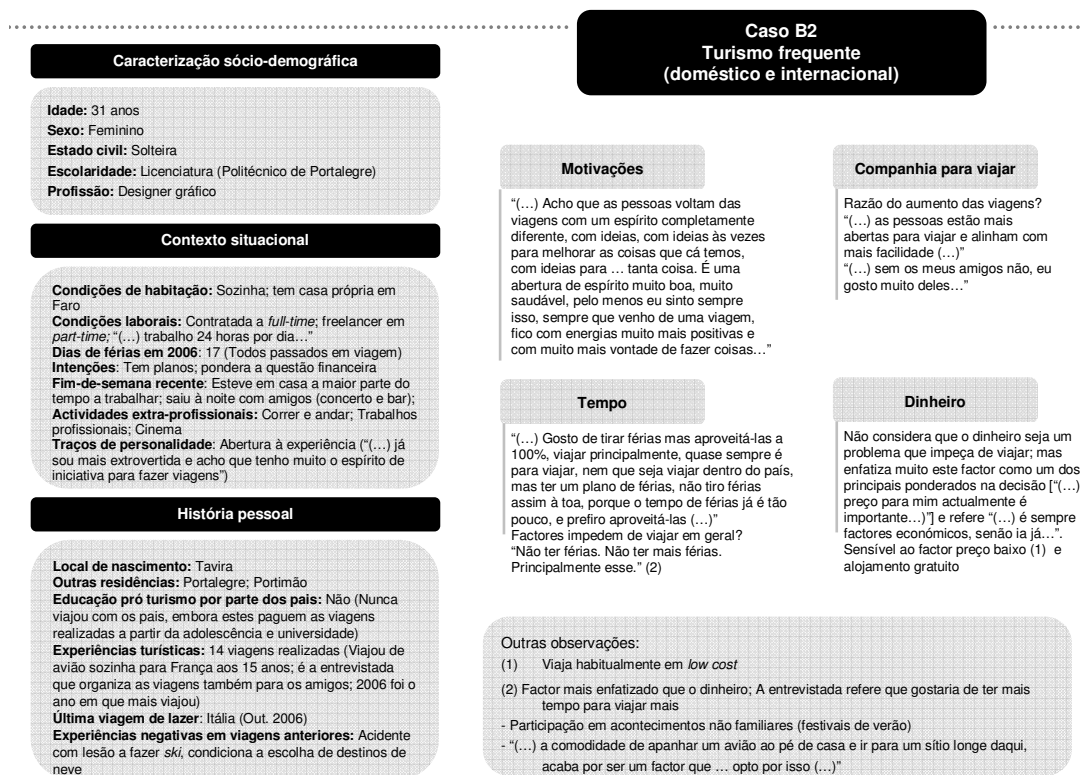 Caso B2
Turismo frequente
(doméstico e internacional)
Caracterização sócio-demográfica
Idade: 31 anos
Sexo: Feminino
Estado civil: Solteira
Escolaridade: Licenciatura (Politécnico de Portalegre)
Profissão: Designer gráfico
Contexto situacional
Condições de habitação: Sozinha; tem casa própria em
Faro
Condições laborais: Contratada a full-time; freelancer em
part-time; “(…) trabalho 24 horas por dia…”
Dias de férias em 2006: 17 (Todos passados em viagem)
Intenções: Tem planos; pondera a questão financeira
Fim-de-semana recente: Esteve em casa a maior parte do
tempo a trabalhar; saiu à noite com amigos (concerto e bar);
Actividades extra-profissionais: Correr e andar; Trabalhos
profissionais; Cinema
Traços de personalidade: Abertura à experiência (“(…) já
sou mais extrovertida e acho que tenho muito o espírito de
iniciativa para fazer viagens”)
História pessoal
Local de nascimento: Tavira
Outras residências: Portalegre; Portimão
Educação pró turismo por parte dos pais: Não (Nunca
viajou com os pais, embora estes paguem as viagens
realizadas a partir da adolescência e universidade)
Experiências turísticas: 14 viagens realizadas (Viajou de
avião sozinha para França aos 15 anos; é a entrevistada
que organiza as viagens também para os amigos; 2006 foi o
ano em que mais viajou)
Última viagem de lazer: Itália (Out. 2006)
Experiências negativas em viagens anteriores: Acidente
com lesão a fazer ski, condiciona a escolha de destinos de
neve
Motivações
“(…) Acho que as pessoas voltam das
viagens com um espírito completamente
diferente, com ideias, com ideias às vezes
para melhorar as coisas que cá temos,
com ideias para … tanta coisa. É uma
abertura de espírito muito boa, muito
saudável, pelo menos eu sinto sempre
isso, sempre que venho de uma viagem,
fico com energias muito mais positivas e
com muito mais vontade de fazer coisas…”
Companhia para viajar
Razão do aumento das viagens?
“(…) as pessoas estão mais
abertas para viajar e alinham com
mais facilidade (…)”
“(…) sem os meus amigos não, eu
gosto muito deles…”
Tempo
“(…) Gosto de tirar férias mas aproveitá-las a
100%, viajar principalmente, quase sempre é
para viajar, nem que seja viajar dentro do país,
mas ter um plano de férias, não tiro férias
assim à toa, porque o tempo de férias já é tão
pouco, e prefiro aproveitá-las (…)”
Factores impedem de viajar em geral?
“Não ter férias. Não ter mais férias.
Principalmente esse.” (2)
Dinheiro
Não considera que o dinheiro seja um
problema que impeça de viajar; mas
enfatiza muito este factor como um dos
principais ponderados na decisão [“(…)
preço para mim actualmente é
importante…)”] e refere “(…) é sempre
factores económicos, senão ia já…”.
Sensível ao factor preço baixo (1) e
alojamento gratuito
Outras observações:
(1) Viaja habitualmente em low cost
(2) Factor mais enfatizado que o dinheiro; A entrevistada refere que gostaria de ter mais
tempo para viajar mais
- Participação em acontecimentos não familiares (festivais de verão)
- “(…) a comodidade de apanhar um avião ao pé de casa e ir para um sítio longe daqui,
acaba por ser um factor que … opto por isso (…)”